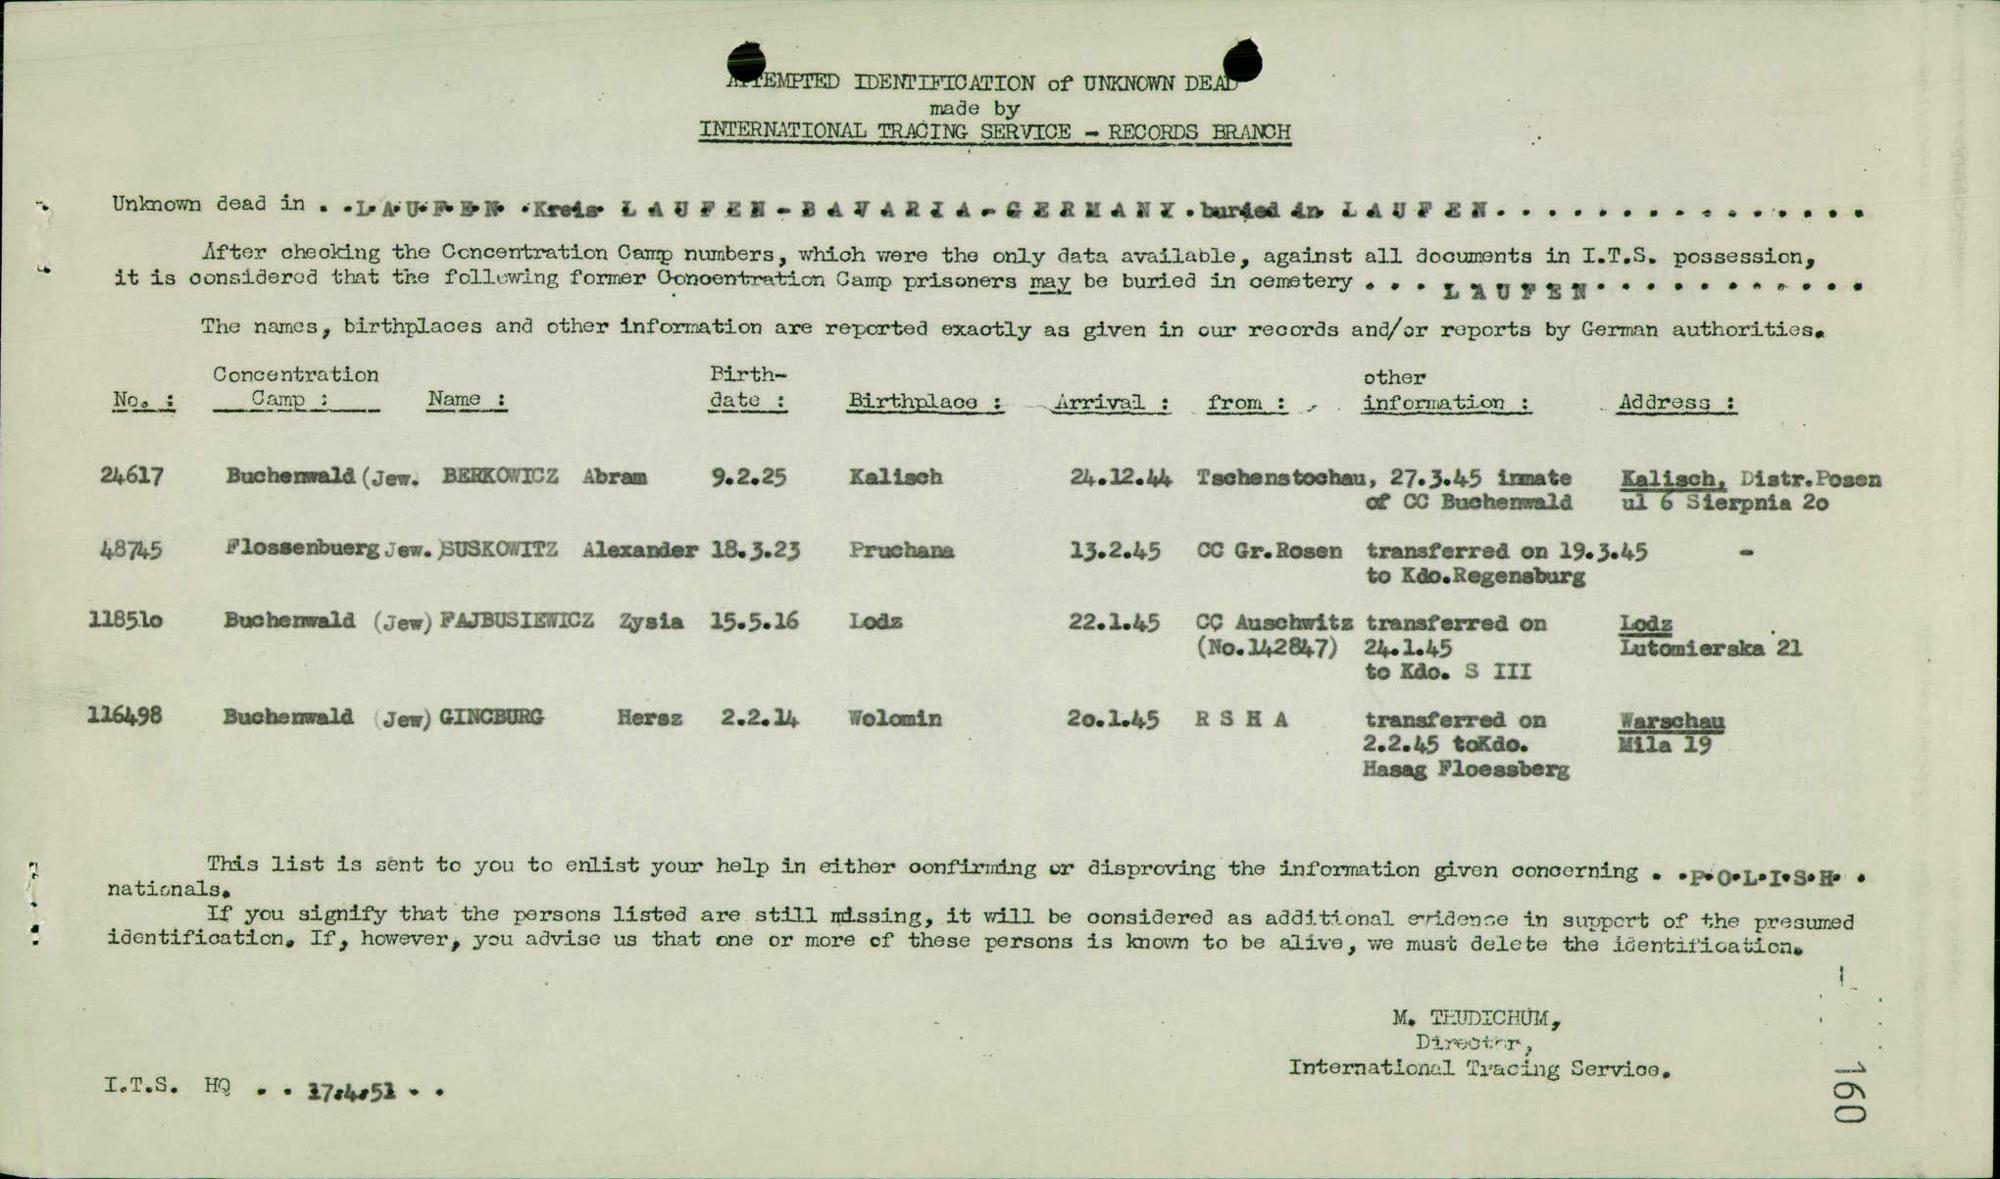 ATTEMPTED IDENTIFICATION of UNKNOWN DEAD
made by
INTERNATIONAL TRACING SERVICE - RECORDS BRANCH
Unknown dead in . . L A U F E N . Kreis L A U F E N - B A V A R I A - G E R M A N Y . buried in L A U F E N . . . . . . . . . . . . . . . .
After checking the Concentration Camp numbers, which were the only data available, against all documents in I.T.S. possession,
it is considered that the following former Concentration Camp prisoners may be buried in cemetery . . . L A U F E N . . . . . . . . . . . .
The names, birthplaces and other information are reported exactly as given in our records and/or reports by German authorities.
No. : Concentration Camp : Name : Birth-date : Birthplace : Arrival : from : other information : Address :
24617 Buchenwald (Jew. BERKOWICZ Abram 9.2.25 Kalisch 24.12.44 Tschenstochau, 27.3.45 inmate Kalisch, Distr.Posen
of CC Buchenwald ul 6 Sierpnia 2o
48745 Flossenbuerg Jew. )SUSKOWITZ Alexander 18.3.23 Pruchana 13.2.45 CC Gr.Rosen transferred on 19.3.45 -
to Kdo.Regensburg
11851o Buchenwald (Jew) FAJBUSIEWICZ Zysia 15.5.16 Lodz 22.1.45 CC Auschwitz transferred on Lodz
(No.142847) 24.1.45 Lutomierska 21
to Kdo. S III
116498 Buchenwald (Jew) GINCBURG Hersz 2.2.14 Wolomin 2o.1.45 R S H A transferred on Warschau
2.2.45 toKdo. Mila 19
Hasag Floessberg
This list is sent to you to enlist your help in either confirming or disproving the information given concerning . . P.O.L.I.S.H. .
nationals.
If you signify that the persons listed are still missing, it will be considered as additional evidence in support of the presumed
identification. If, however, you advise us that one or more of these persons is known to be alive, we must delete the identification.
M. THUDICHUM,
Director,
International Tracing Service.
I.T.S. HQ . . 17.4.51 . .
160